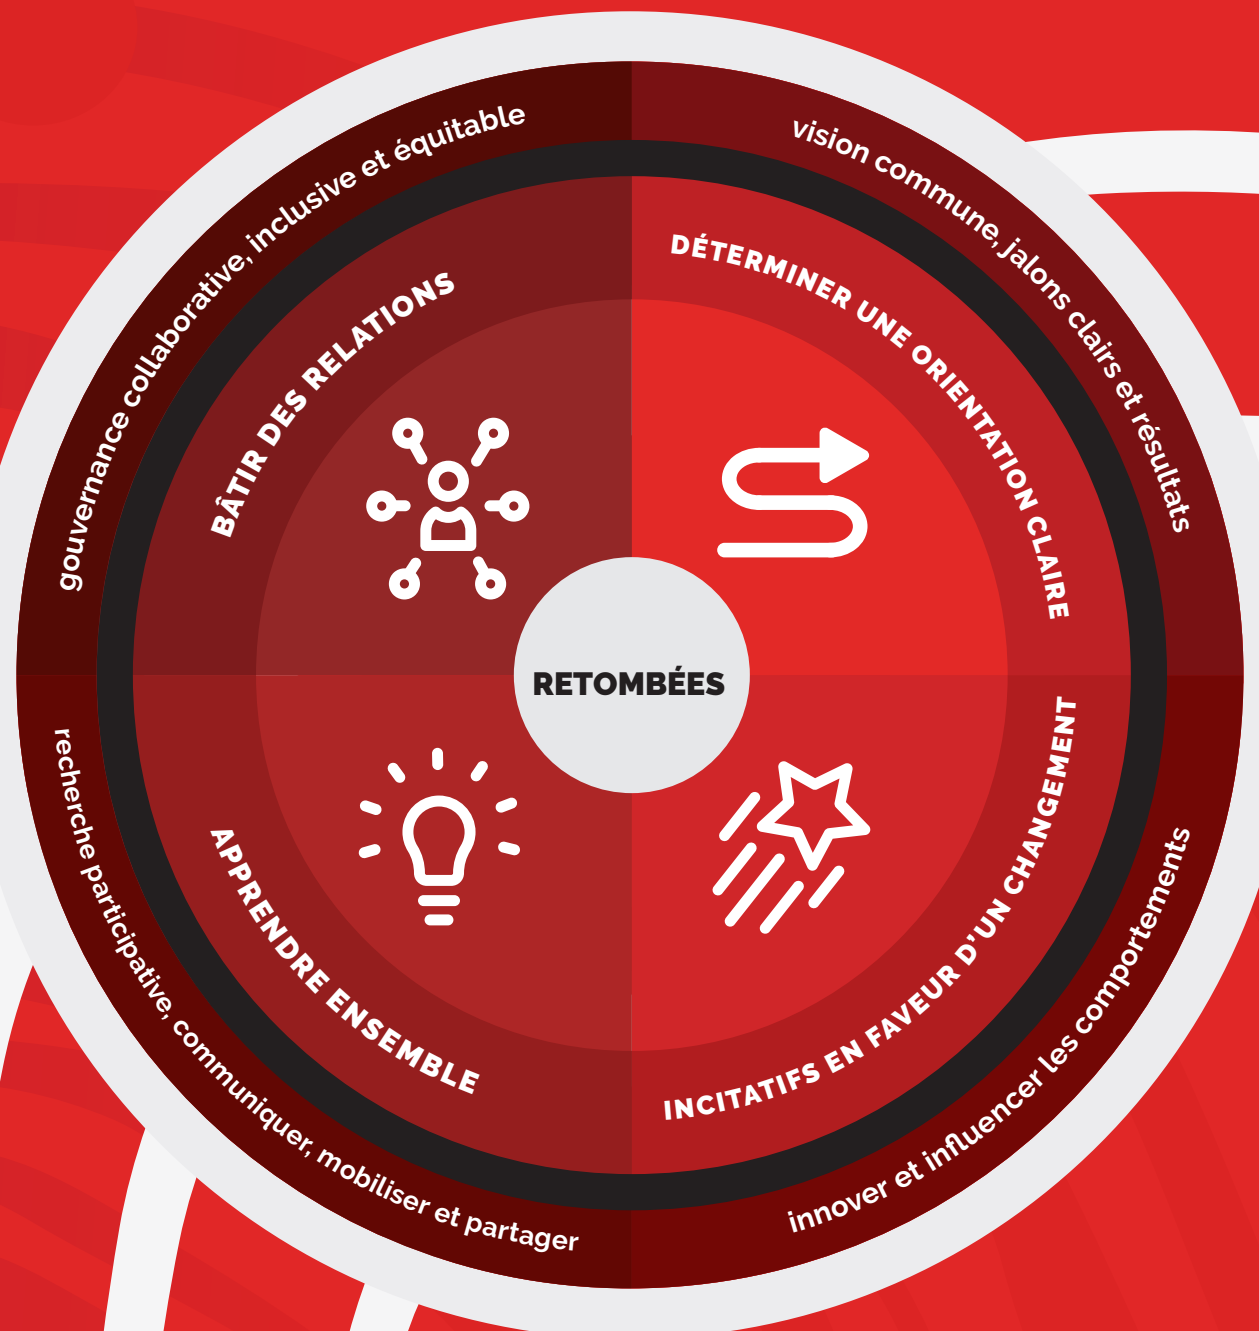 gouvernance collaborative, inclusive et équitable
vision commune, jalons clairs et résultats
BÂTIR DES RELATIONS
DÉTERMINER UNE ORIENTATION CLAIRE
RETOMBÉES
APPRENDRE ENSEMBLE
INCITATIFS EN FAVEUR D'UN CHANGEMENT
recherche participative, communiquer, mobiliser et partager
innover et influencer les comportements